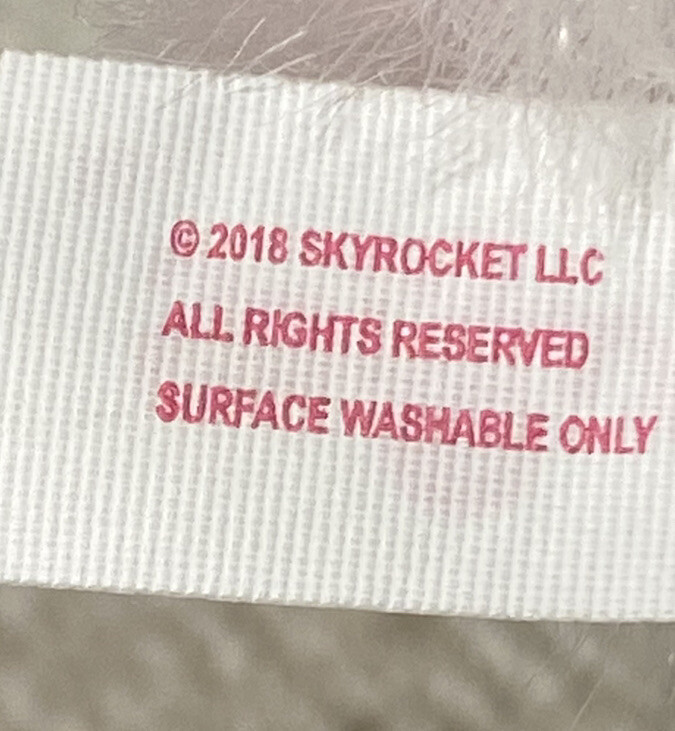 © 2018 SKYROCKET LLC
ALL RIGHTS RESERVED
SURFACE WASHABLE ONLY